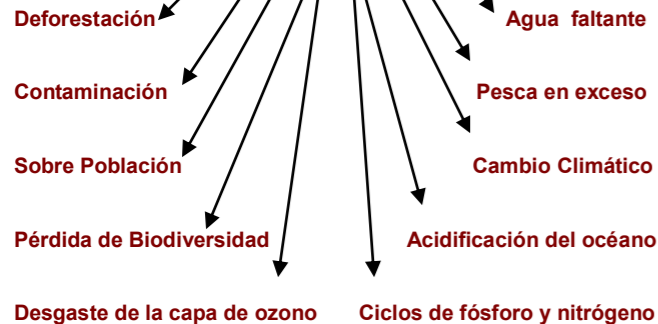 Deforestación
Agua faltante
Contaminación
Pesca en exceso
Sobre Población
Cambio Climático
Pérdida de Biodiversidad
Acidificación del océano
Desgaste de la capa de ozono
Ciclos de fósforo y nitrógeno